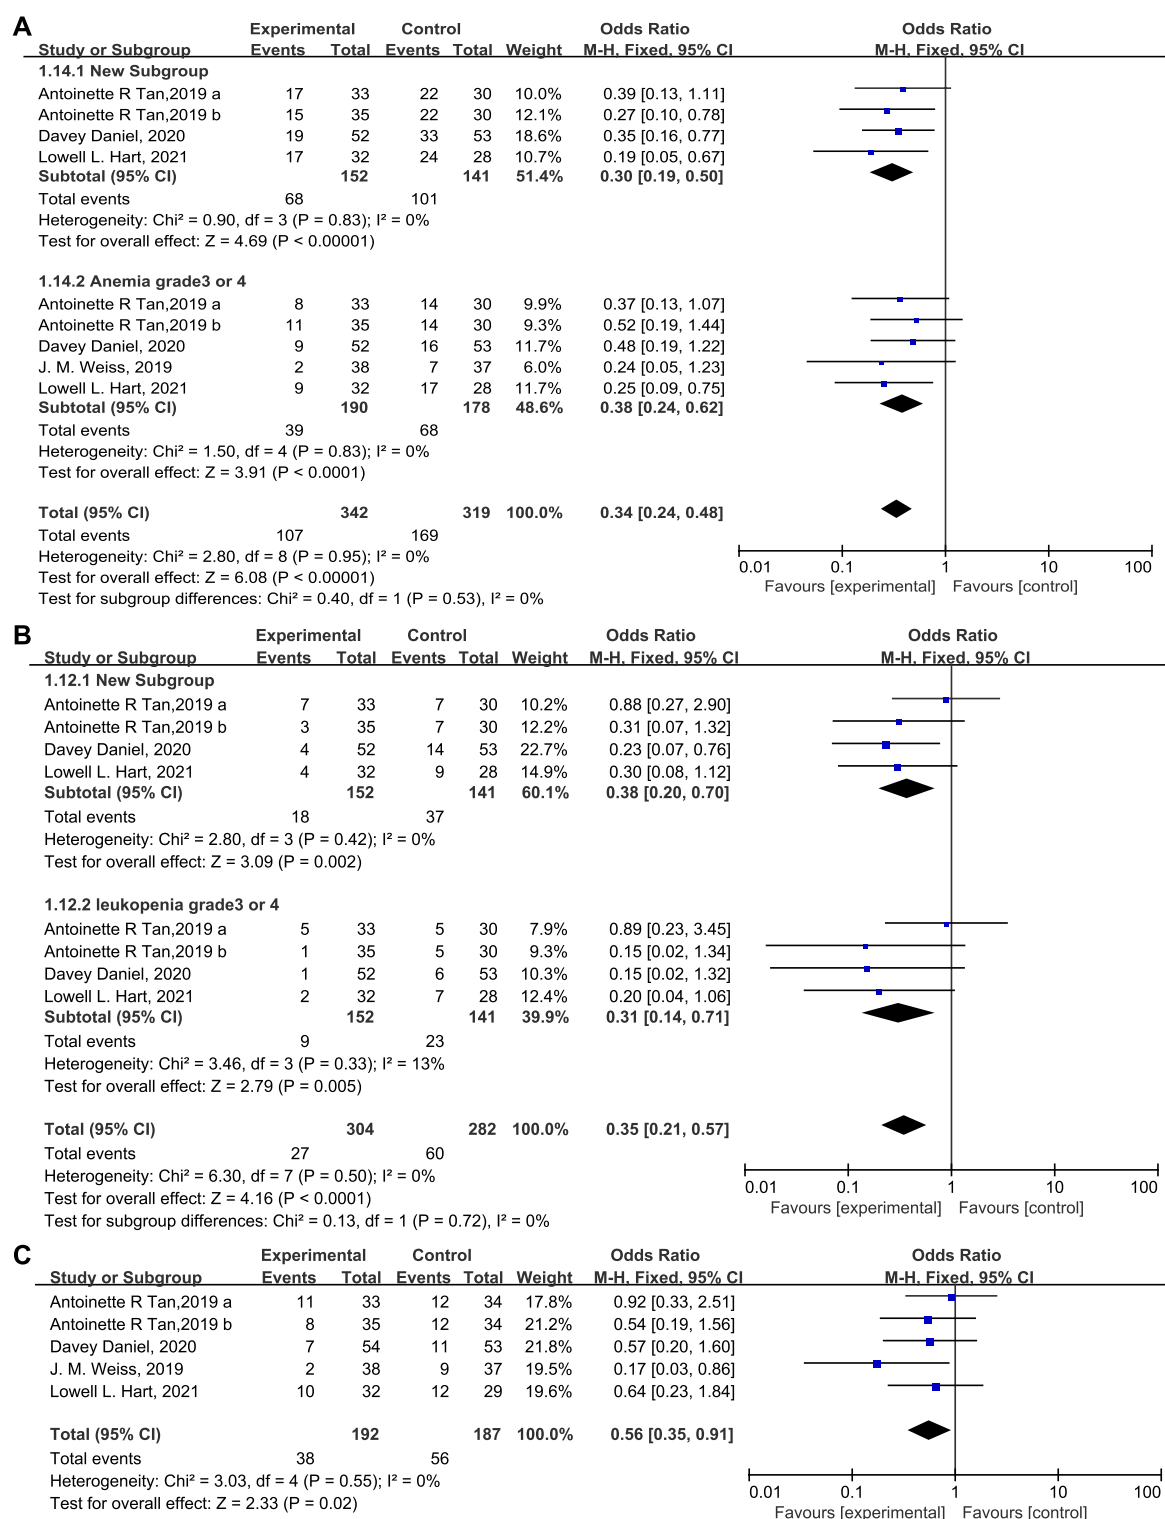 A
Experimental Control Odds Ratio Odds Ratio
Study or Subgroup Events Total Events Total Weight M-H, Fixed, 95% CI M-H, Fixed, 95% CI
1.14.1 New Subgroup
Antoinette R Tan,2019 a 17 33 22 30 10.0% 0.39 [0.13, 1.11]
Antoinette R Tan,2019 b 15 35 22 30 12.1% 0.27 [0.10, 0.78]
Davey Daniel, 2020 19 52 33 53 18.6% 0.35 [0.16, 0.77]
Lowell L. Hart, 2021 17 32 24 28 10.7% 0.19 [0.05, 0.67]
Subtotal (95% CI) 152 141 51.4% 0.30 [0.19, 0.50]
Total events 68 101
Heterogeneity: Chi² = 0.90, df = 3 (P = 0.83); I² = 0%
Test for overall effect: Z = 4.69 (P < 0.00001)
1.14.2 Anemia grade3 or 4
Antoinette R Tan,2019 a 8 33 14 30 9.9% 0.37 [0.13, 1.07]
Antoinette R Tan,2019 b 11 35 14 30 9.3% 0.52 [0.19, 1.44]
Davey Daniel, 2020 9 52 16 53 11.7% 0.48 [0.19, 1.22]
J. M. Weiss, 2019 2 38 7 37 6.0% 0.24 [0.05, 1.23]
Lowell L. Hart, 2021 9 32 17 28 11.7% 0.25 [0.09, 0.75]
Subtotal (95% CI) 190 178 48.6% 0.38 [0.24, 0.62]
Total events 39 68
Heterogeneity: Chi² = 1.50, df = 4 (P = 0.83); I² = 0%
Test for overall effect: Z = 3.91 (P < 0.0001)
Total (95% CI) 342 319 100.0% 0.34 [0.24, 0.48]
Total events 107 169
Heterogeneity: Chi² = 2.80, df = 8 (P = 0.95); I² = 0%
Test for overall effect: Z = 6.08 (P < 0.00001)
Test for subgroup differences: Chi² = 0.40, df = 1 (P = 0.53), I² = 0%
0.01 0.1 1 10 100
Favours [experimental] Favours [control]
B
Experimental Control Odds Ratio Odds Ratio
Study or Subgroup Events Total Events Total Weight M-H, Fixed, 95% CI M-H, Fixed, 95% CI
1.12.1 New Subgroup
Antoinette R Tan,2019 a 7 33 7 30 10.2% 0.88 [0.27, 2.90]
Antoinette R Tan,2019 b 3 35 7 30 12.2% 0.31 [0.07, 1.32]
Davey Daniel, 2020 4 52 14 53 22.7% 0.23 [0.07, 0.76]
Lowell L. Hart, 2021 4 32 9 28 14.9% 0.30 [0.08, 1.12]
Subtotal (95% CI) 152 141 60.1% 0.38 [0.20, 0.70]
Total events 18 37
Heterogeneity: Chi² = 2.80, df = 3 (P = 0.42); I² = 0%
Test for overall effect: Z = 3.09 (P = 0.002)
1.12.2 leukopenia grade3 or 4
Antoinette R Tan,2019 a 5 33 5 30 7.9% 0.89 [0.23, 3.45]
Antoinette R Tan,2019 b 1 35 5 30 9.3% 0.15 [0.02, 1.34]
Davey Daniel, 2020 1 52 6 53 10.3% 0.15 [0.02, 1.32]
Lowell L. Hart, 2021 2 32 7 28 12.4% 0.20 [0.04, 1.06]
Subtotal (95% CI) 152 141 39.9% 0.31 [0.14, 0.71]
Total events 9 23
Heterogeneity: Chi² = 3.46, df = 3 (P = 0.33); I² = 13%
Test for overall effect: Z = 2.79 (P = 0.005)
Total (95% CI) 304 282 100.0% 0.35 [0.21, 0.57]
Total events 27 60
Heterogeneity: Chi² = 6.30, df = 7 (P = 0.50); I² = 0%
Test for overall effect: Z = 4.16 (P < 0.0001)
Test for subgroup differences: Chi² = 0.13, df = 1 (P = 0.72), I² = 0%
0.01 0.1 1 10 100
Favours [experimental] Favours [control]
C
Experimental Control Odds Ratio Odds Ratio
Study or Subgroup Events Total Events Total Weight M-H, Fixed, 95% CI M-H, Fixed, 95% CI
Antoinette R Tan,2019 a 11 33 12 34 17.8% 0.92 [0.33, 2.51]
Antoinette R Tan,2019 b 8 35 12 34 21.2% 0.54 [0.19, 1.56]
Davey Daniel, 2020 7 54 11 53 21.8% 0.57 [0.20, 1.60]
J. M. Weiss, 2019 2 38 9 37 19.5% 0.17 [0.03, 0.86]
Lowell L. Hart, 2021 10 32 12 29 19.6% 0.64 [0.23, 1.84]
Total (95% CI) 192 187 100.0% 0.56 [0.35, 0.91]
Total events 38 56
Heterogeneity: Chi² = 3.03, df = 4 (P = 0.55); I² = 0%
Test for overall effect: Z = 2.33 (P = 0.02)
0.01 0.1 1 10 100
Favours [experimental] Favours [control]